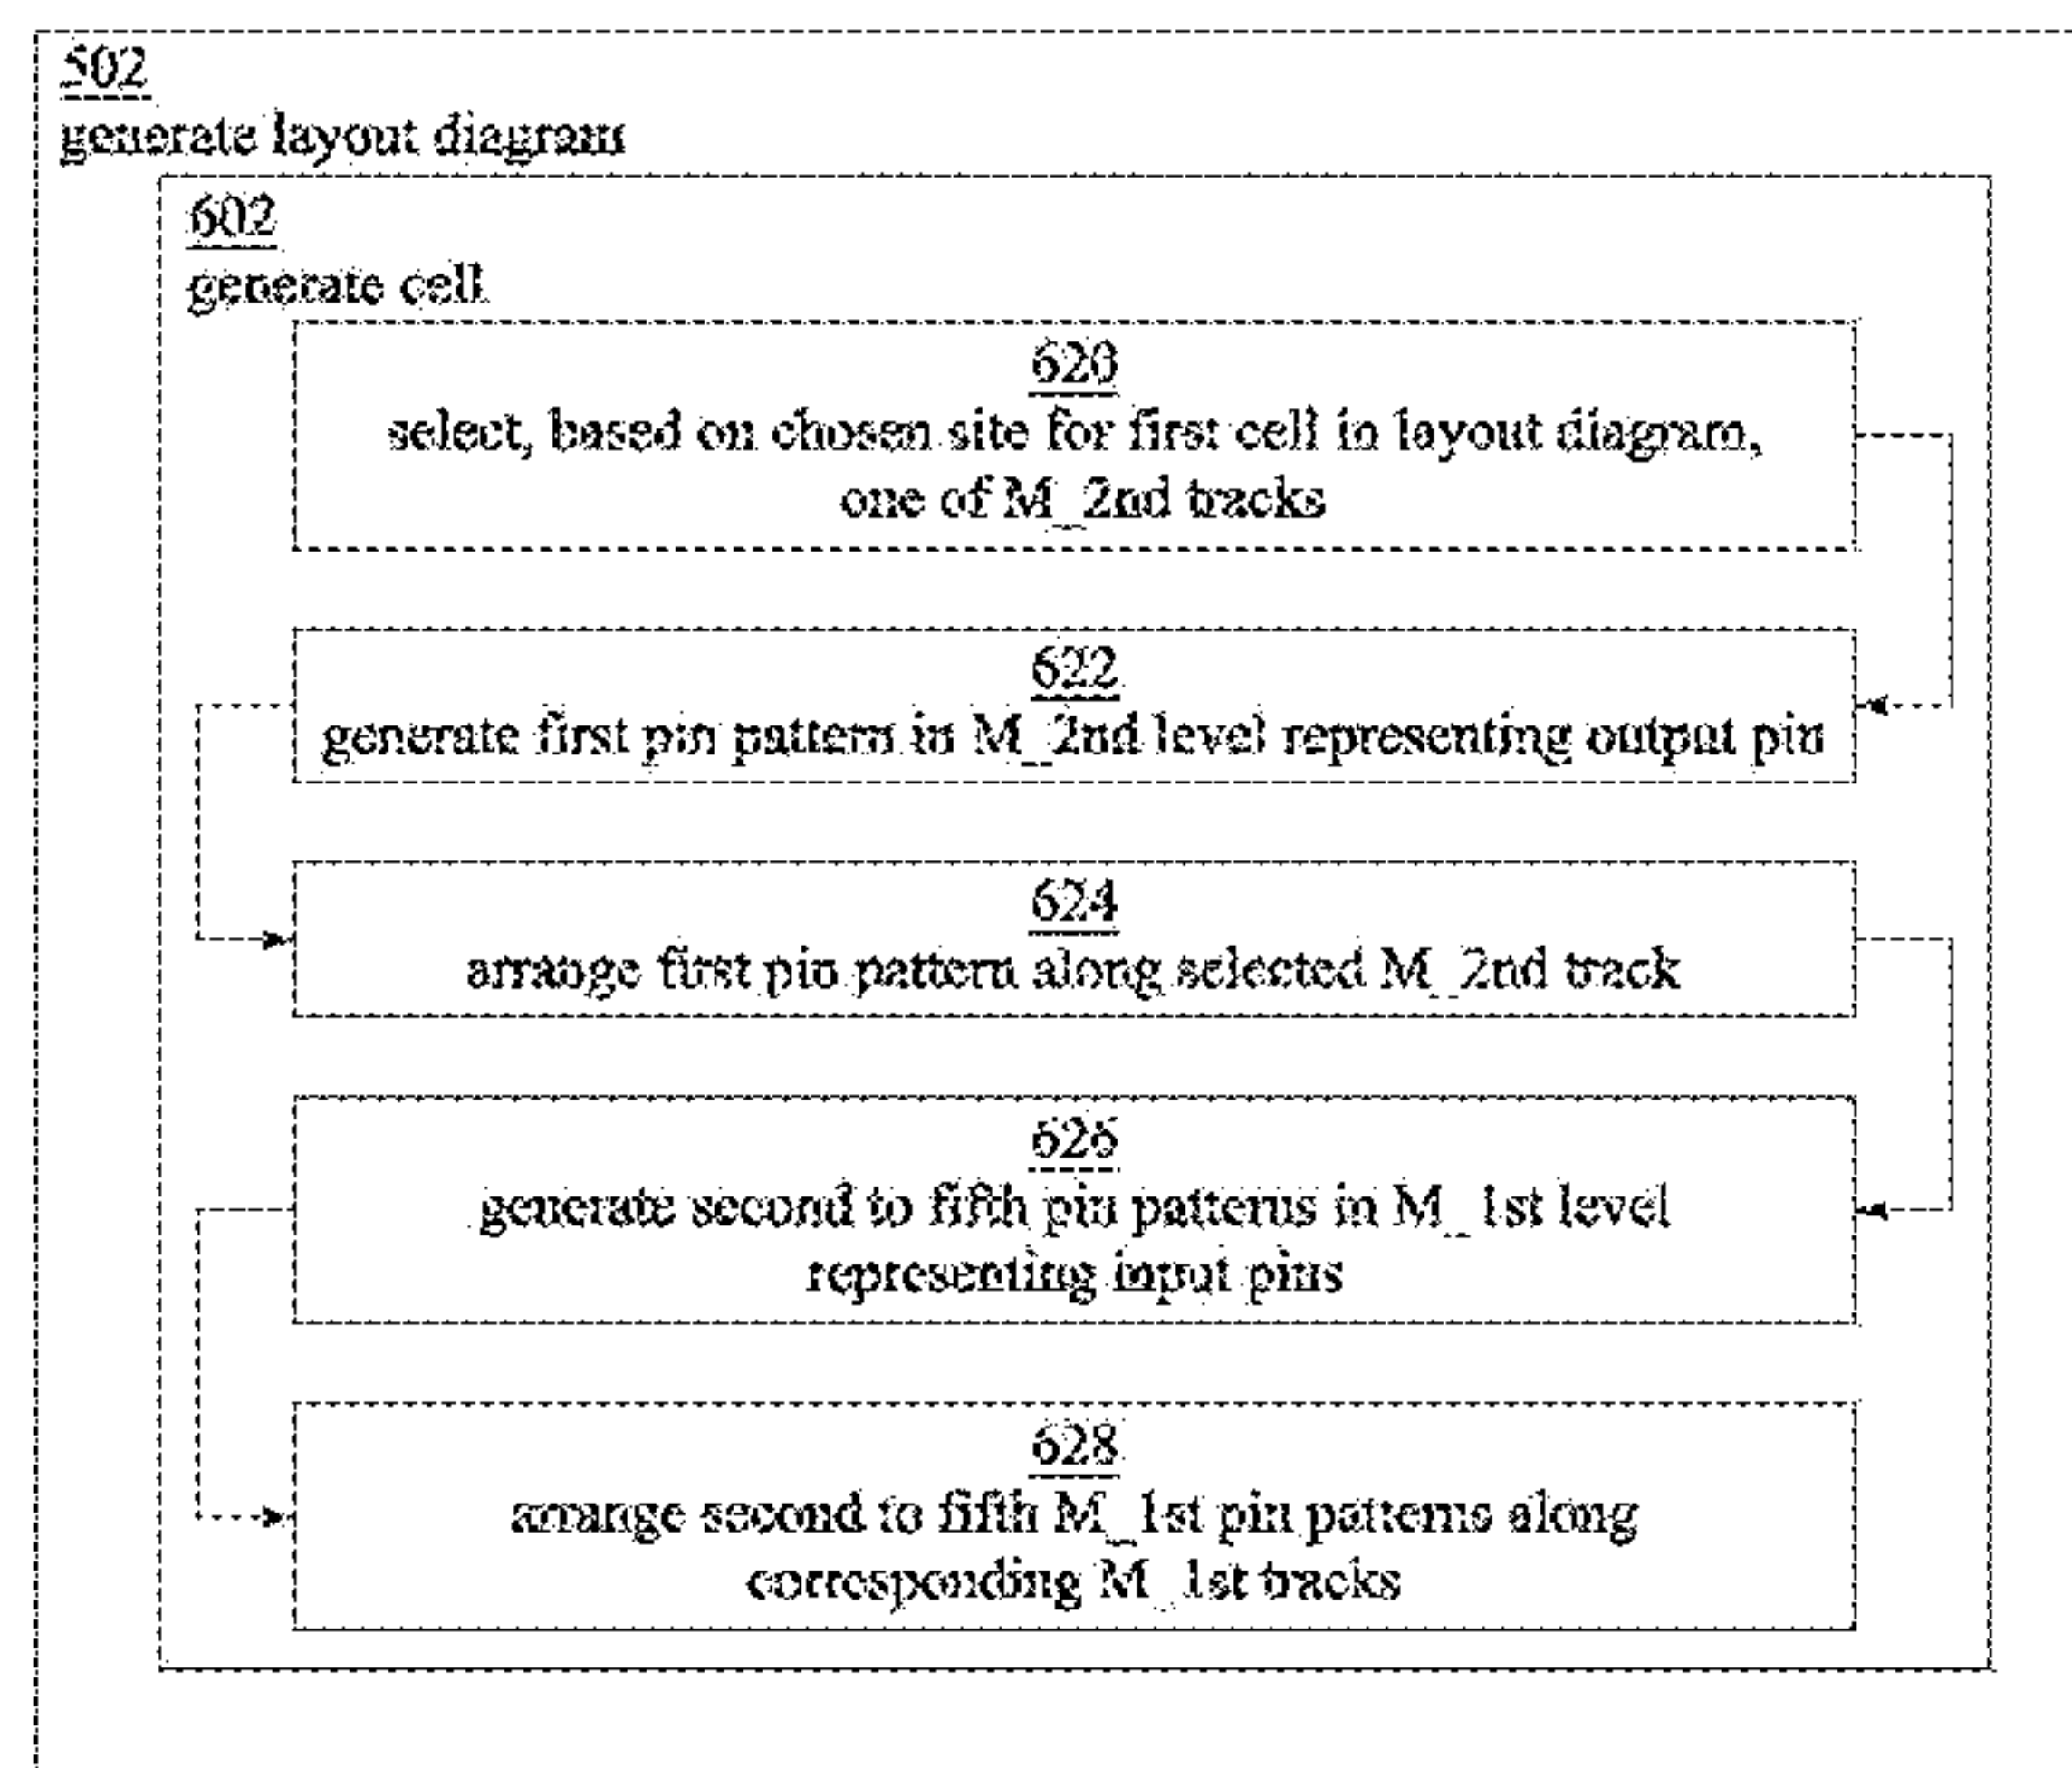 502
generate layout diagram
602
generate cell
620
select, based on chosen site for first cell in layout diagram,
one of M_2nd tracks
622
generate first pin pattern in M_2nd level representing output pin
624
arrange first pin pattern along selected M_2nd track
626
generate second to fifth pin patterns in M_1st level
representing input pins
628
arrange second to fifth M_1st pin patterns along
corresponding M_1st tracks